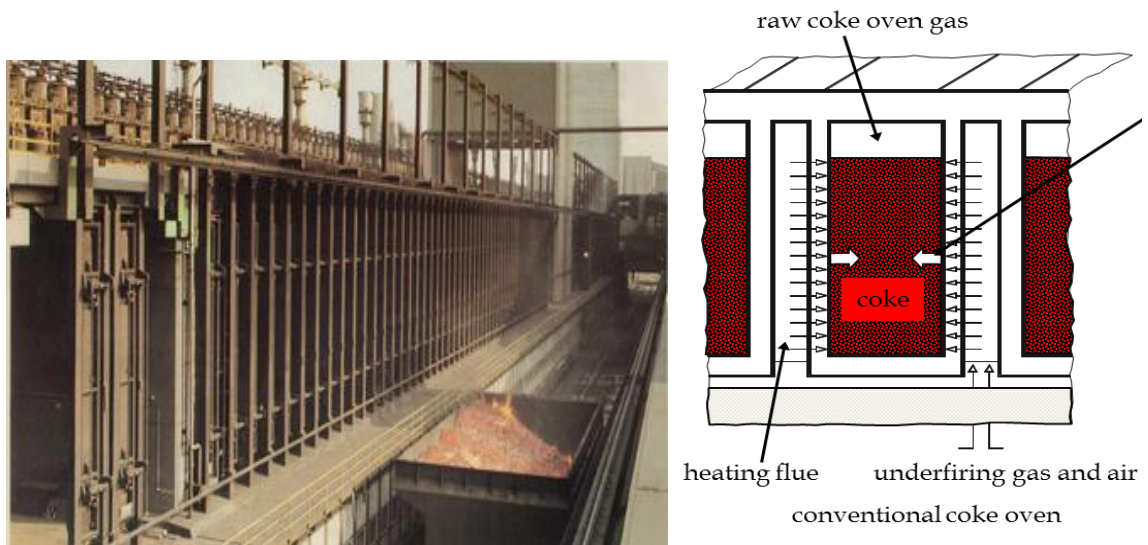 raw coke oven gas
coke
heating flue
underfiring gas and air
conventional coke oven